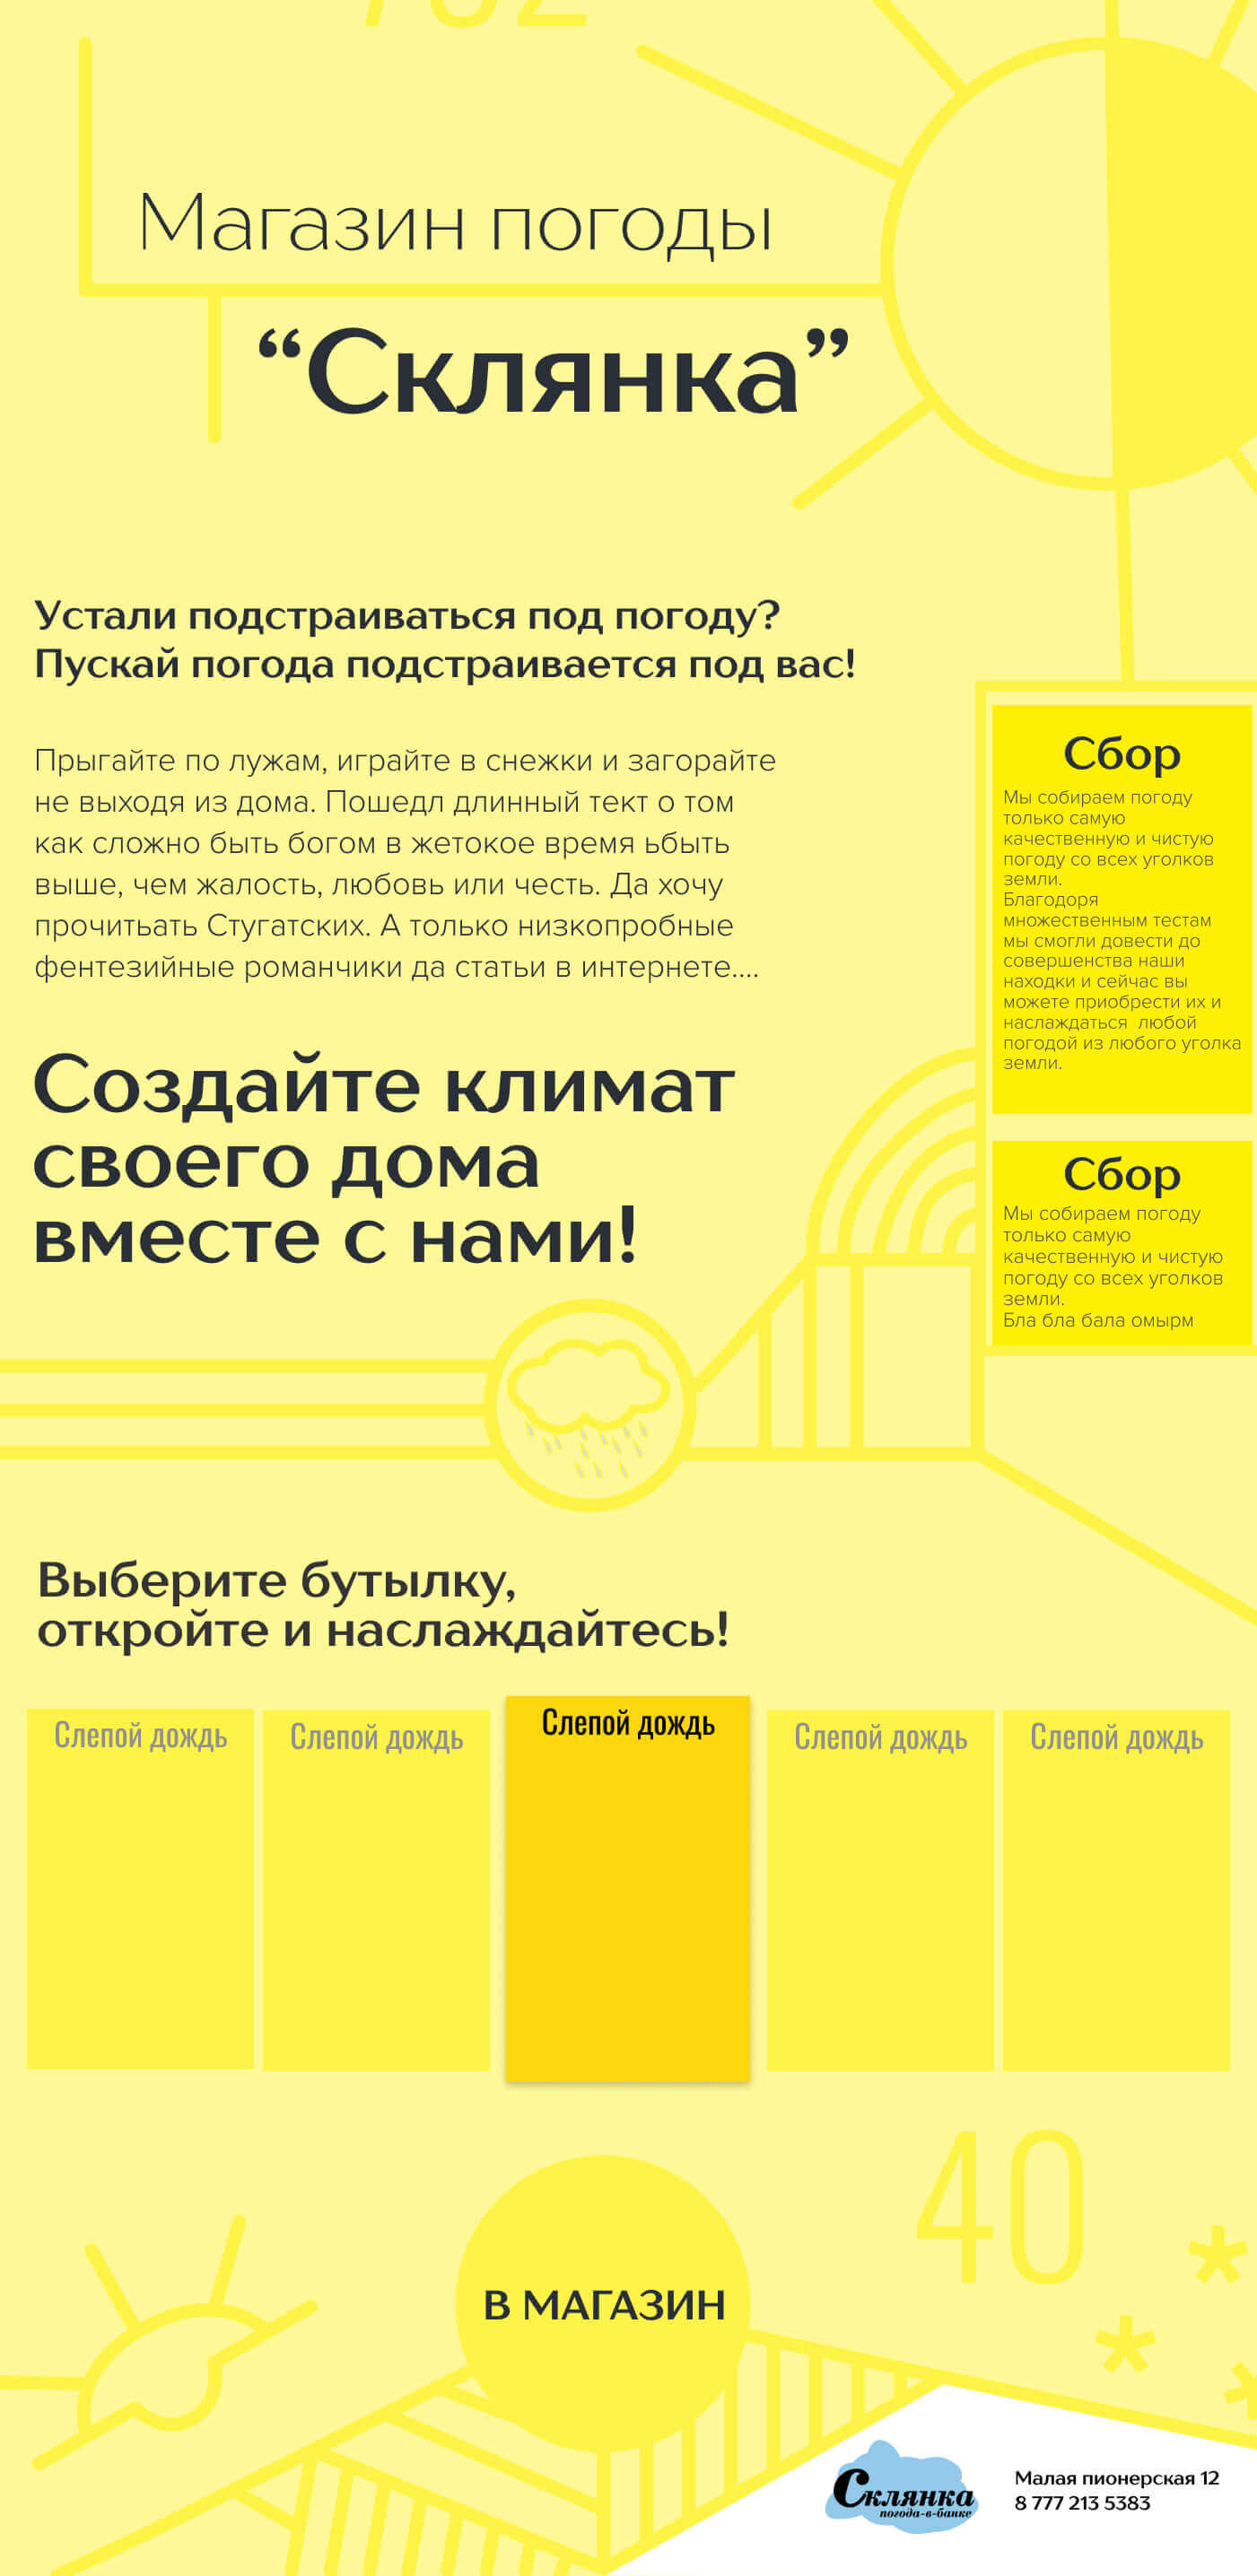 Магазин погоды
“Склянка”
Устали подстраиваться под погоду?
Пускай погода подстраивается под вас!
Прыгайте по лужам, играйте в снежки и загорайте
не выходя из дома. Пошедл длинный тект о том
как сложно быть богом в жетокое время ьбыть
выше, чем жалость, любовь или честь. Да хочу
прочитьать Стугатских. А только низкопробные
фентезийные романчики да статьи в интернете....
Сбор
Мы собираем погоду
только самую
качественную и чистую
погоду со всех уголков
земли.
Благодоря
множественным тестам
мы смогли довести до
совершенства наши
находки и сейчас вы
можете приобрести их и
наслаждаться любой
погодой из любого уголка
земли.
Создайте климат
своего дома
вместе с нами!
Сбор
Мы собираем погоду
только самую
качественную и чистую
погоду со всех уголков
земли.
Бла бла бала омырм
Выберите бутылку,
откройте и наслаждайтесь!
Слепой дождь
Слепой дождь
Слепой дождь
Слепой дождь
Слепой дождь
40
В МАГАЗИН
Склянка
погода-в-банке
Малая пионерская 12
8 777 213 5383